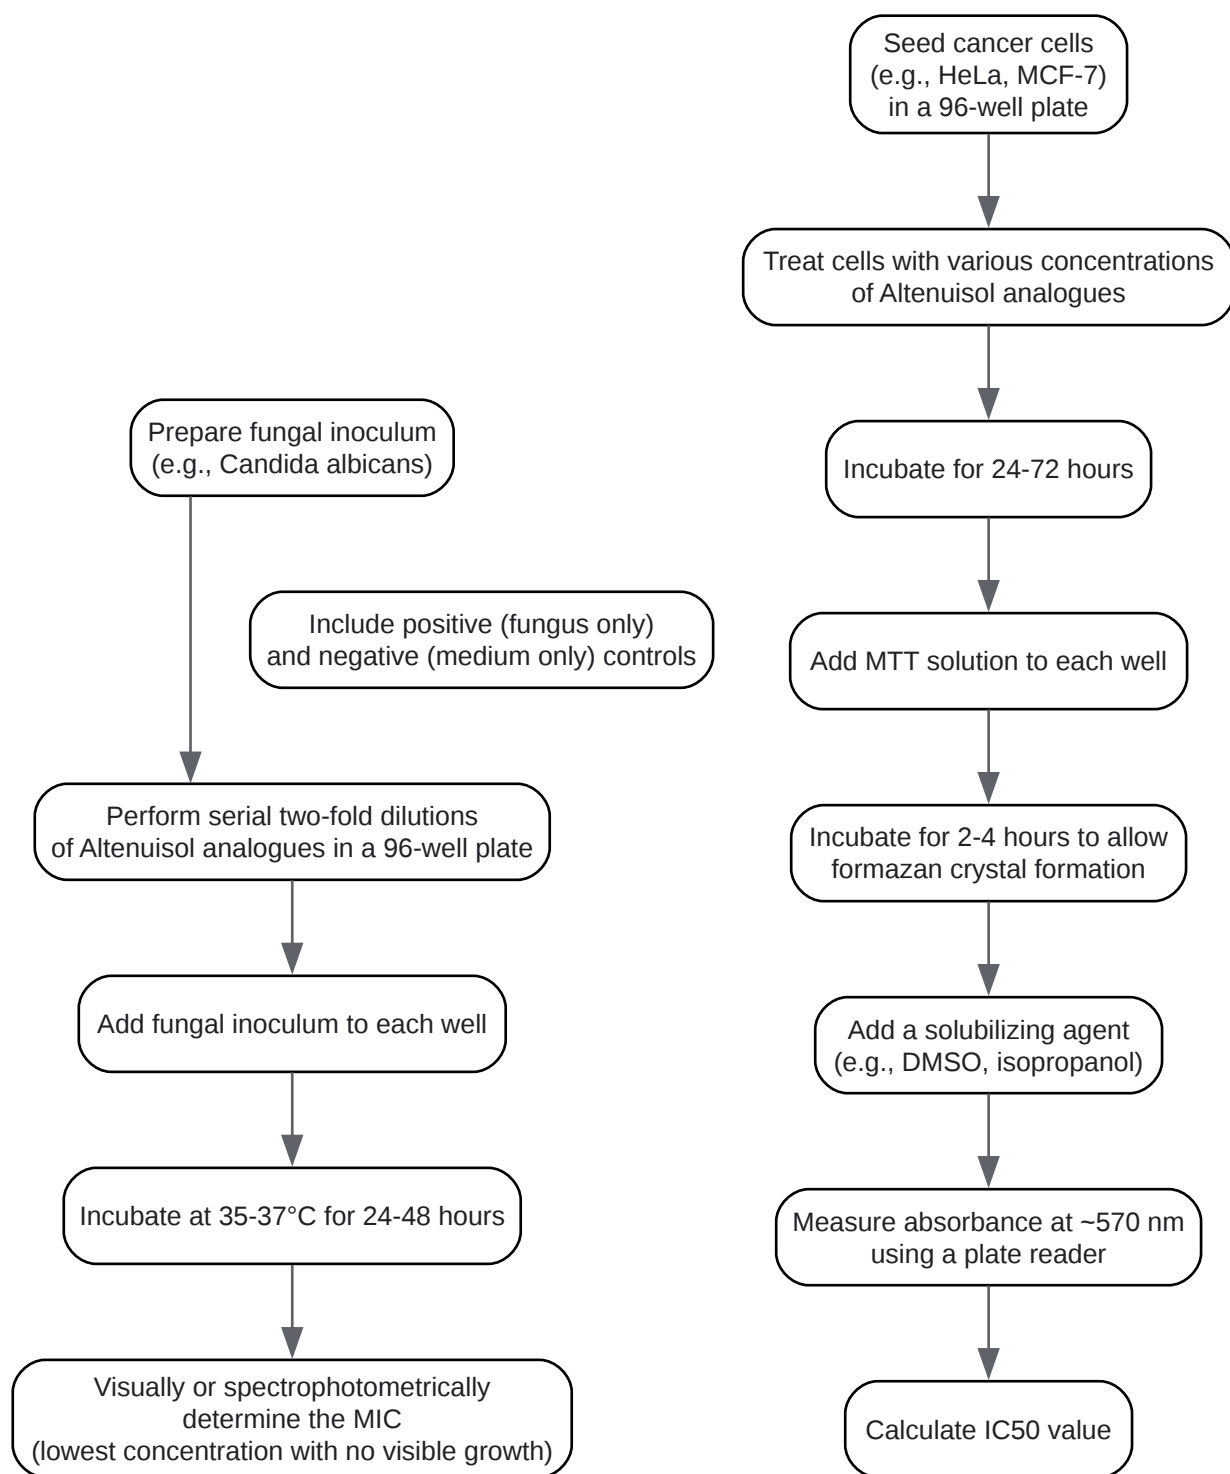 Prepare fungal inoculum
(e.g., Candida albicans)
Include positive (fungus only)
and negative (medium only) controls
Perform serial two-fold dilutions
of Altenuisol analogues in a 96-well plate
Add fungal inoculum to each well
Incubate at 35-37°C for 24-48 hours
Visually or spectrophotometrically
determine the MIC
(lowest concentration with no visible growth)
Seed cancer cells
(e.g., HeLa, MCF-7)
in a 96-well plate
Treat cells with various concentrations
of Altenuisol analogues
Incubate for 24-72 hours
Add MTT solution to each well
Incubate for 2-4 hours to allow
formazan crystal formation
Add a solubilizing agent
(e.g., DMSO, isopropanol)
Measure absorbance at ~570 nm
using a plate reader
Calculate IC50 value